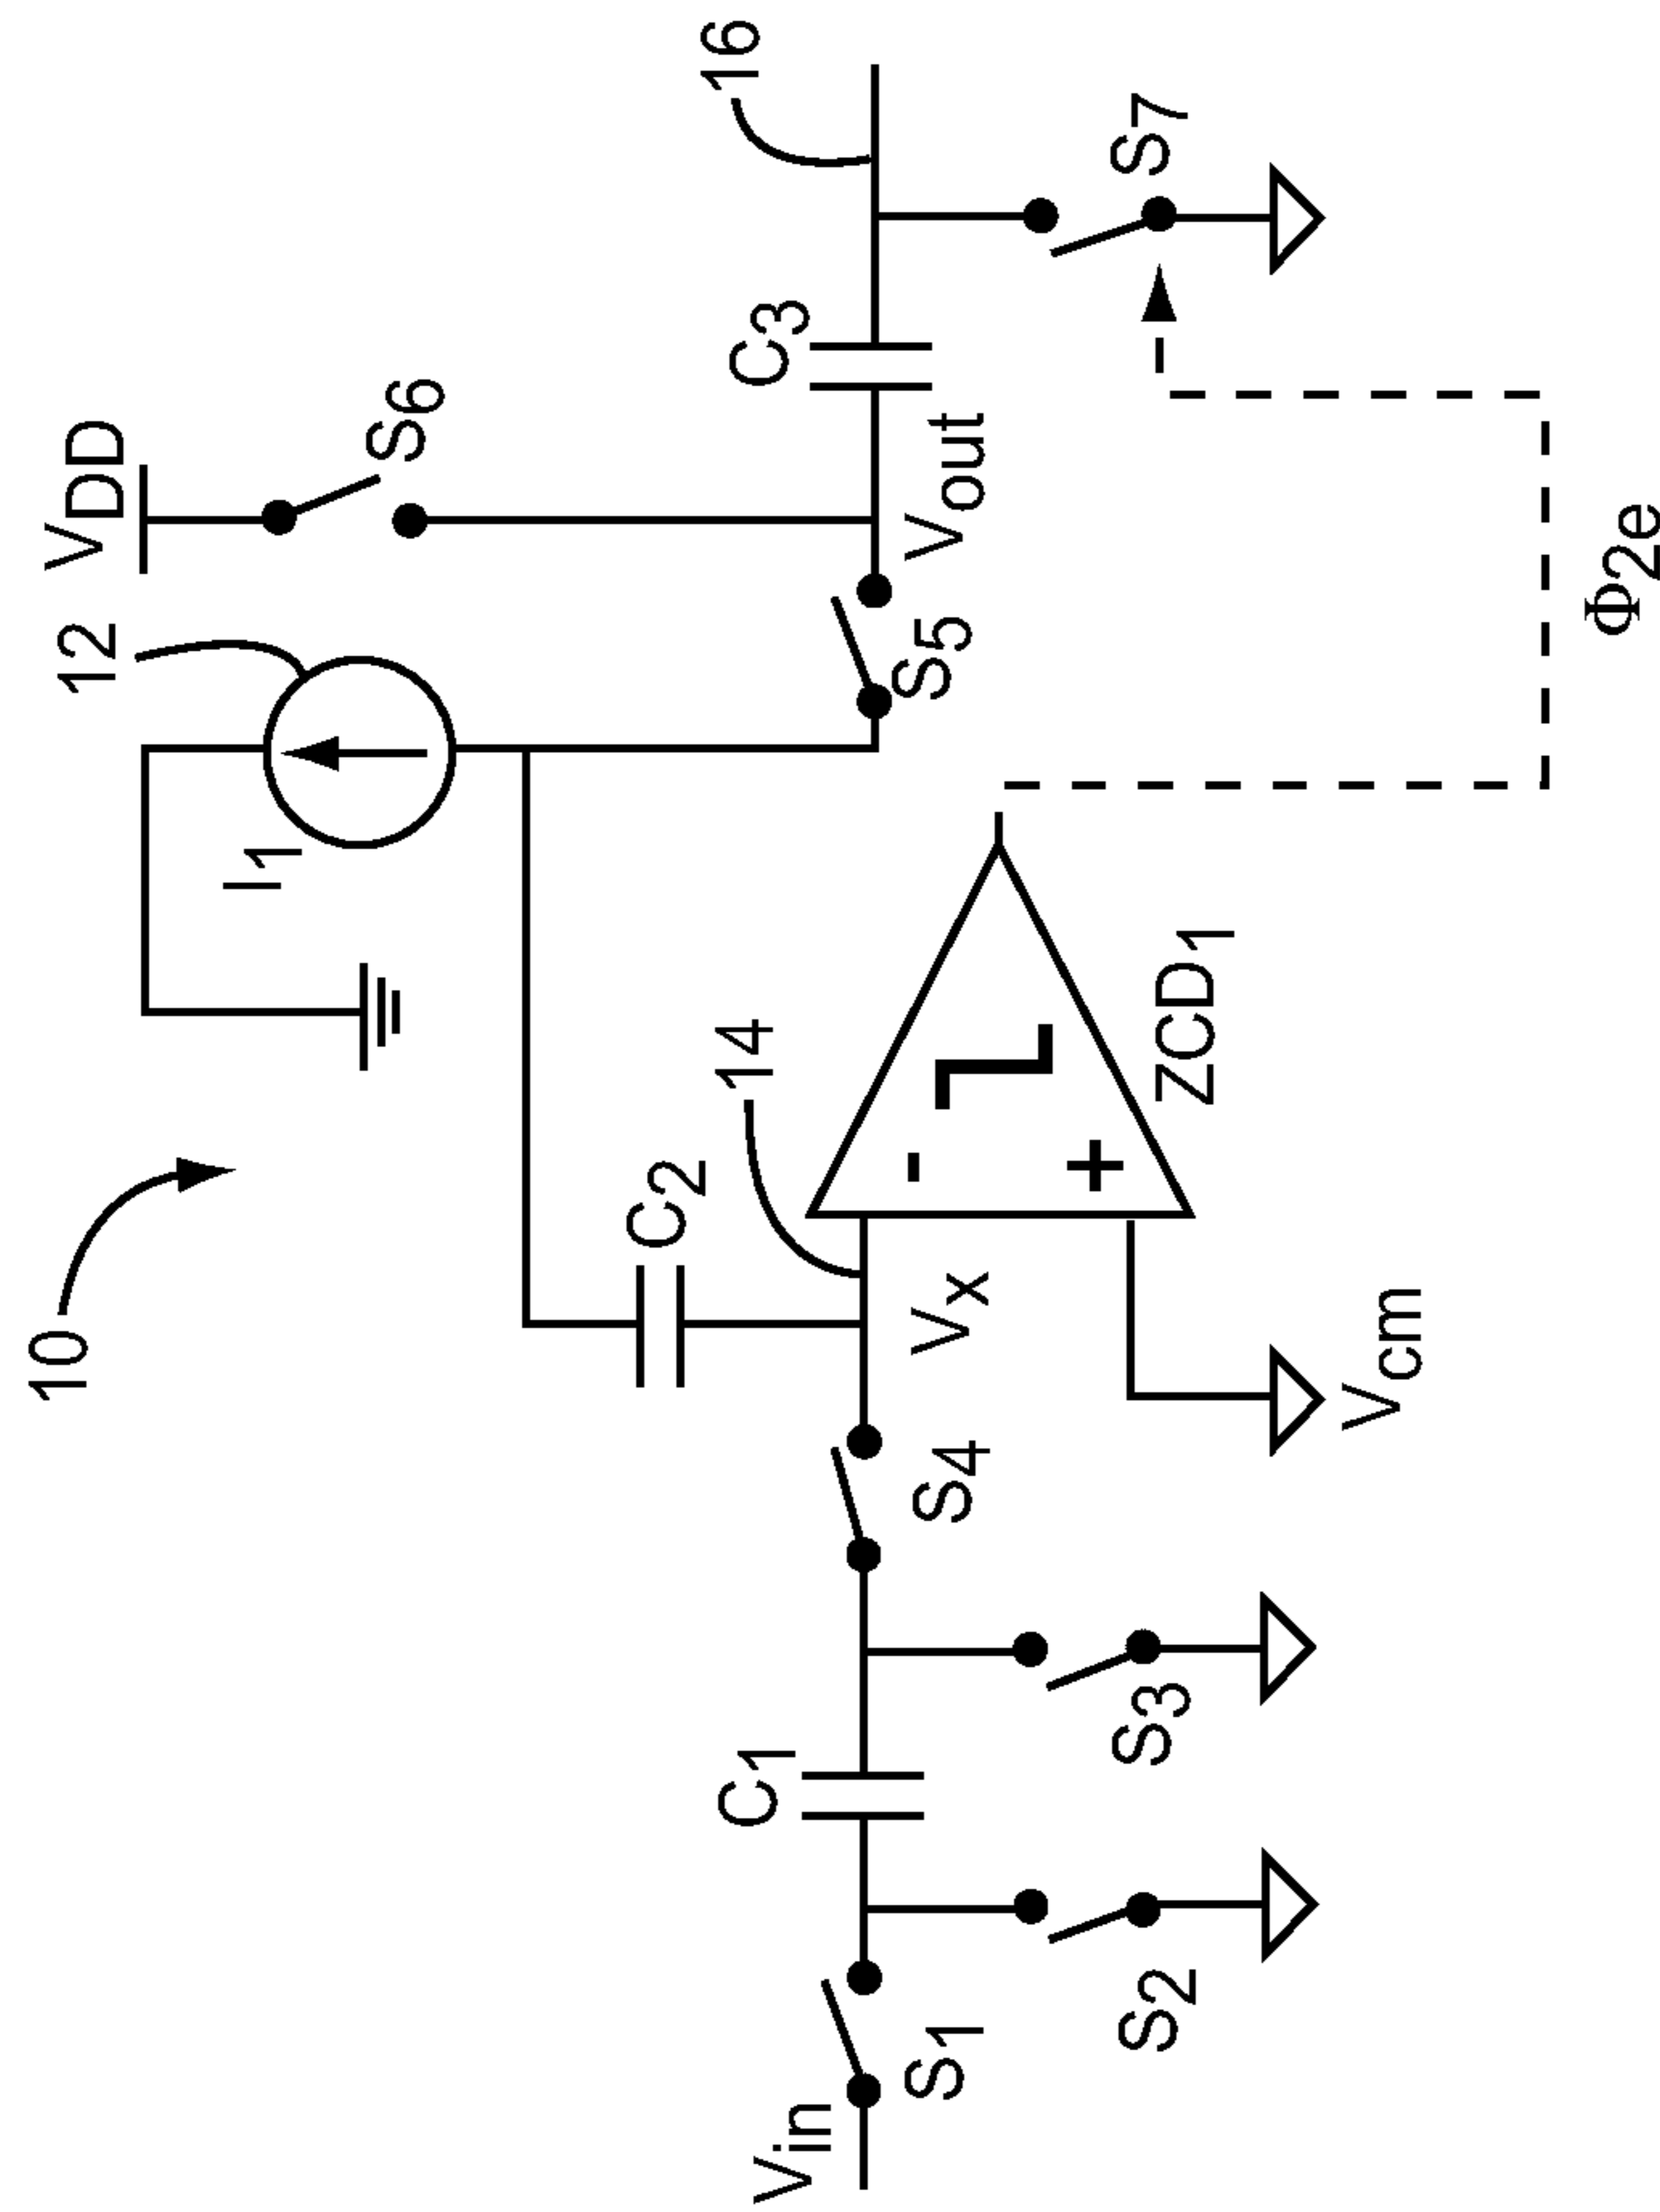 10
I1
12
VDD
S6
C2
14
C3
16
Vin
S1
C1
S4
Vx
-
+
S5
Vout
S2
S3
Vcm
ZCD1
S7
Φ2e